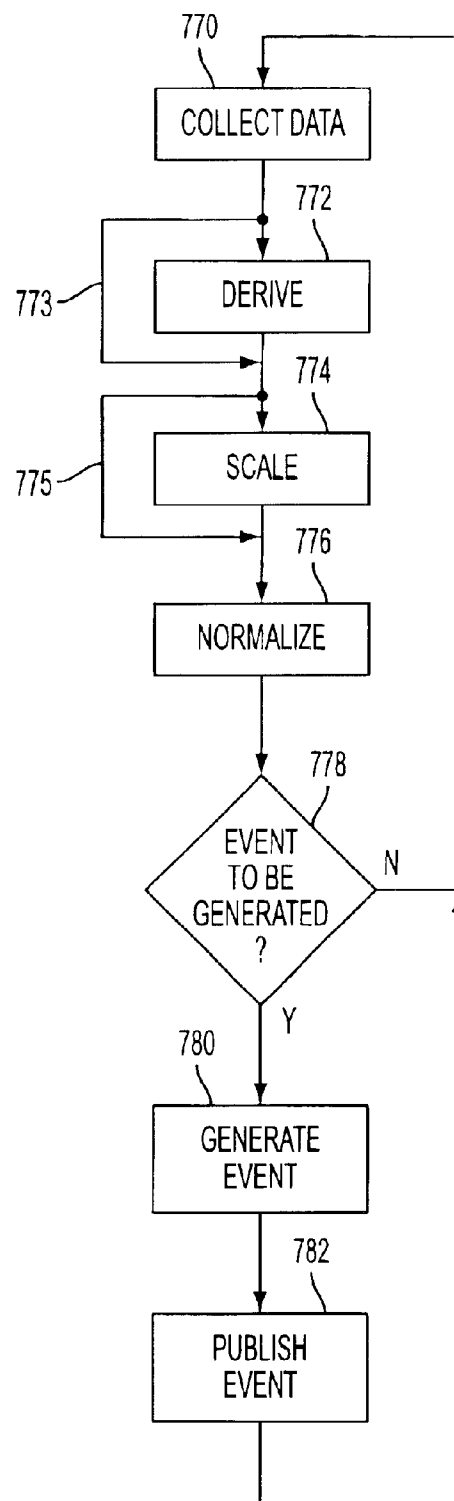 770
COLLECT DATA
772
773
DERIVE
774
775
SCALE
776
NORMALIZE
778
EVENT
TO BE
GENERATED
?
N
Y
780
GENERATE
EVENT
782
PUBLISH
EVENT